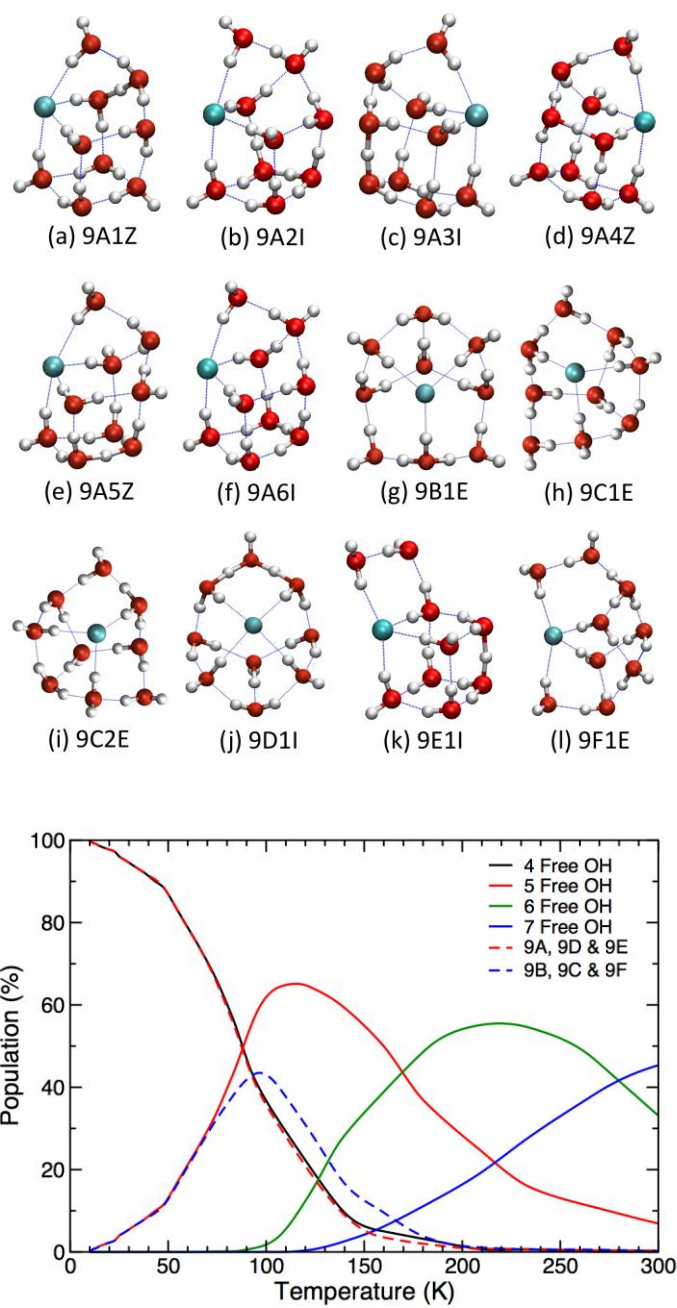 (a) 9A1Z (b) 9A2I (c) 9A3I (d) 9A4Z
(e) 9A5Z (f) 9A6I (g) 9B1E (h) 9C1E
(i) 9C2E (j) 9D1I (k) 9E1I (l) 9F1E
100
80
60
40
20
0
Population (%)
4 Free OH
5 Free OH
6 Free OH
7 Free OH
9A, 9D & 9E
9B, 9C & 9F
0 50 100 150 200 250 300
Temperature (K)